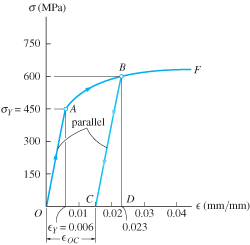 σ (MPa)
750
600
B
F
σY = 450
A
parallel
300
150
C
D
O
0.01 0.02 0.03 0.04
ϵ (mm/mm)
ϵY = 0.006
0.023
ϵOC